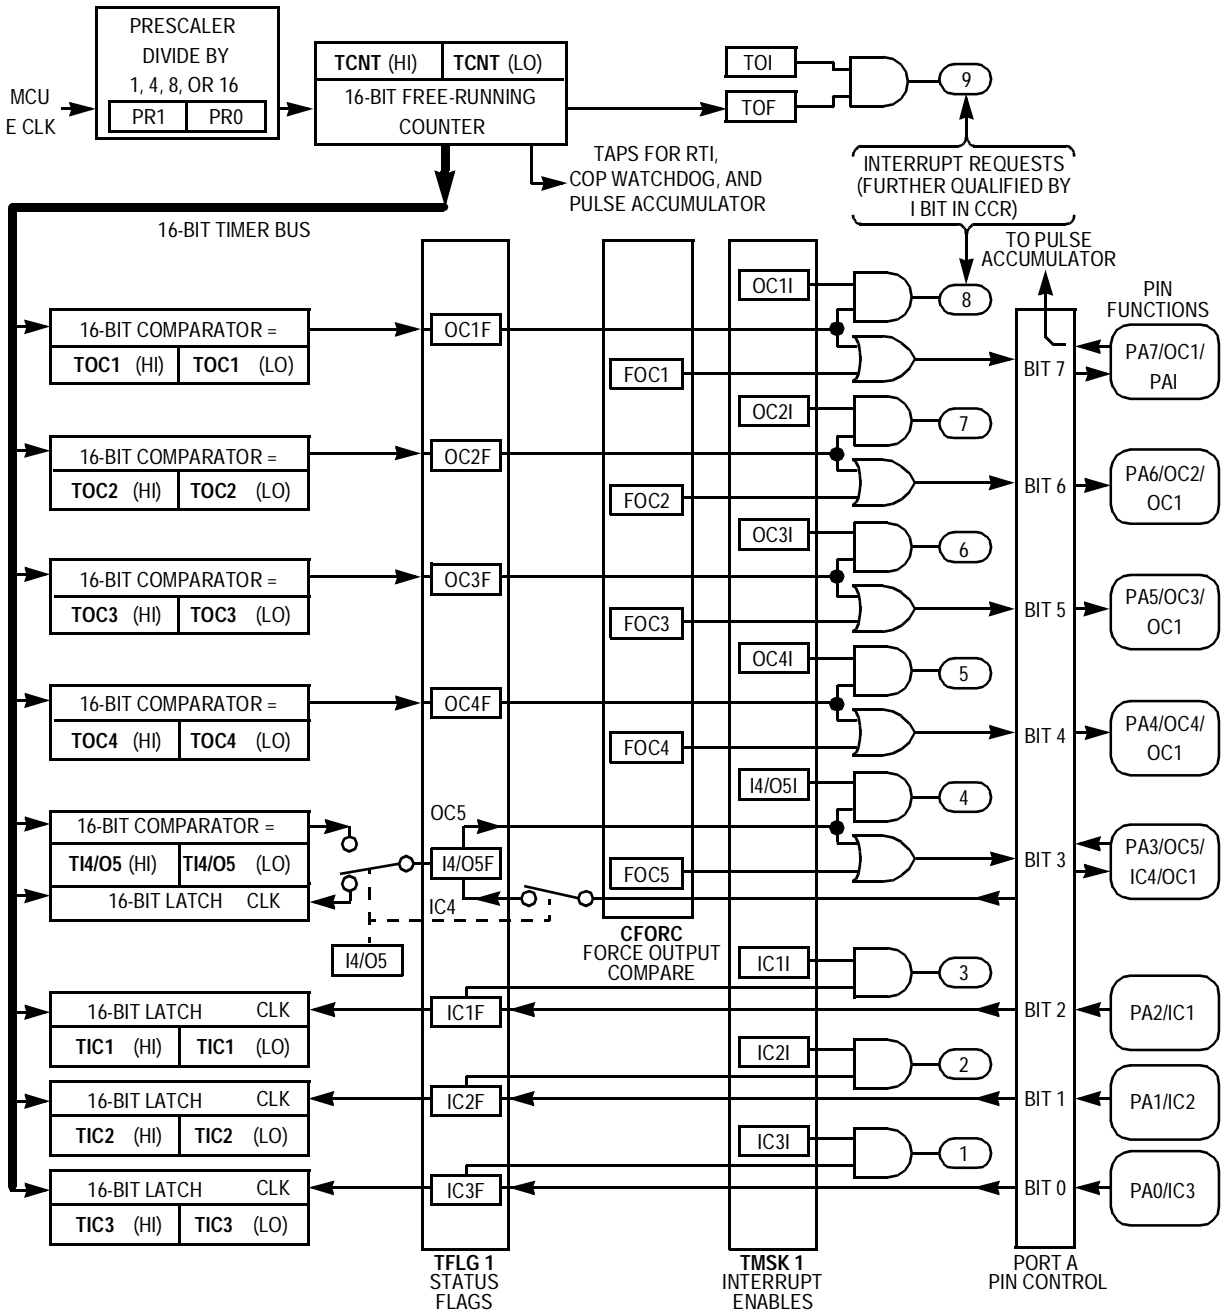 PRESCALER
DIVIDE BY
1, 4, 8, OR 16
PR1 PR0
MCU
E CLK
TCNT (HI) TCNT (LO)
16-BIT FREE-RUNNING
COUNTER
TOI
TOF
9
TAPS FOR RTI,
COP WATCHDOG, AND
PULSE ACCUMULATOR
INTERRUPT REQUESTS
(FURTHER QUALIFIED BY
I BIT IN CCR)
16-BIT TIMER BUS
TO PULSE
ACCUMULATOR
PIN
FUNCTIONS
OC1I
8
16-BIT COMPARATOR =
TOC1 (HI) TOC1 (LO)
OC1F
FOC1
BIT 7
PA7/OC1/
PAI
OC2I
7
16-BIT COMPARATOR =
TOC2 (HI) TOC2 (LO)
OC2F
FOC2
BIT 6
PA6/OC2/
OC1
OC3I
6
16-BIT COMPARATOR =
TOC3 (HI) TOC3 (LO)
OC3F
FOC3
BIT 5
PA5/OC3/
OC1
OC4I
5
16-BIT COMPARATOR =
TOC4 (HI) TOC4 (LO)
OC4F
FOC4
BIT 4
PA4/OC4/
OC1
I4/O5I
4
OC5
16-BIT COMPARATOR =
TI4/O5 (HI) TI4/O5 (LO)
16-BIT LATCH CLK
I4/O5F
FOC5
BIT 3
PA3/OC5/
IC4/OC1
IC4
I4/O5
CFORC
FORCE OUTPUT
COMPARE
IC1I
3
16-BIT LATCH CLK
TIC1 (HI) TIC1 (LO)
IC1F
BIT 2
PA2/IC1
IC2I
2
16-BIT LATCH CLK
TIC2 (HI) TIC2 (LO)
IC2F
BIT 1
PA1/IC2
IC3I
1
16-BIT LATCH CLK
TIC3 (HI) TIC3 (LO)
IC3F
BIT 0
PA0/IC3
TFLG 1
STATUS
FLAGS
TMSK 1
INTERRUPT
ENABLES
PORT A
PIN CONTROL